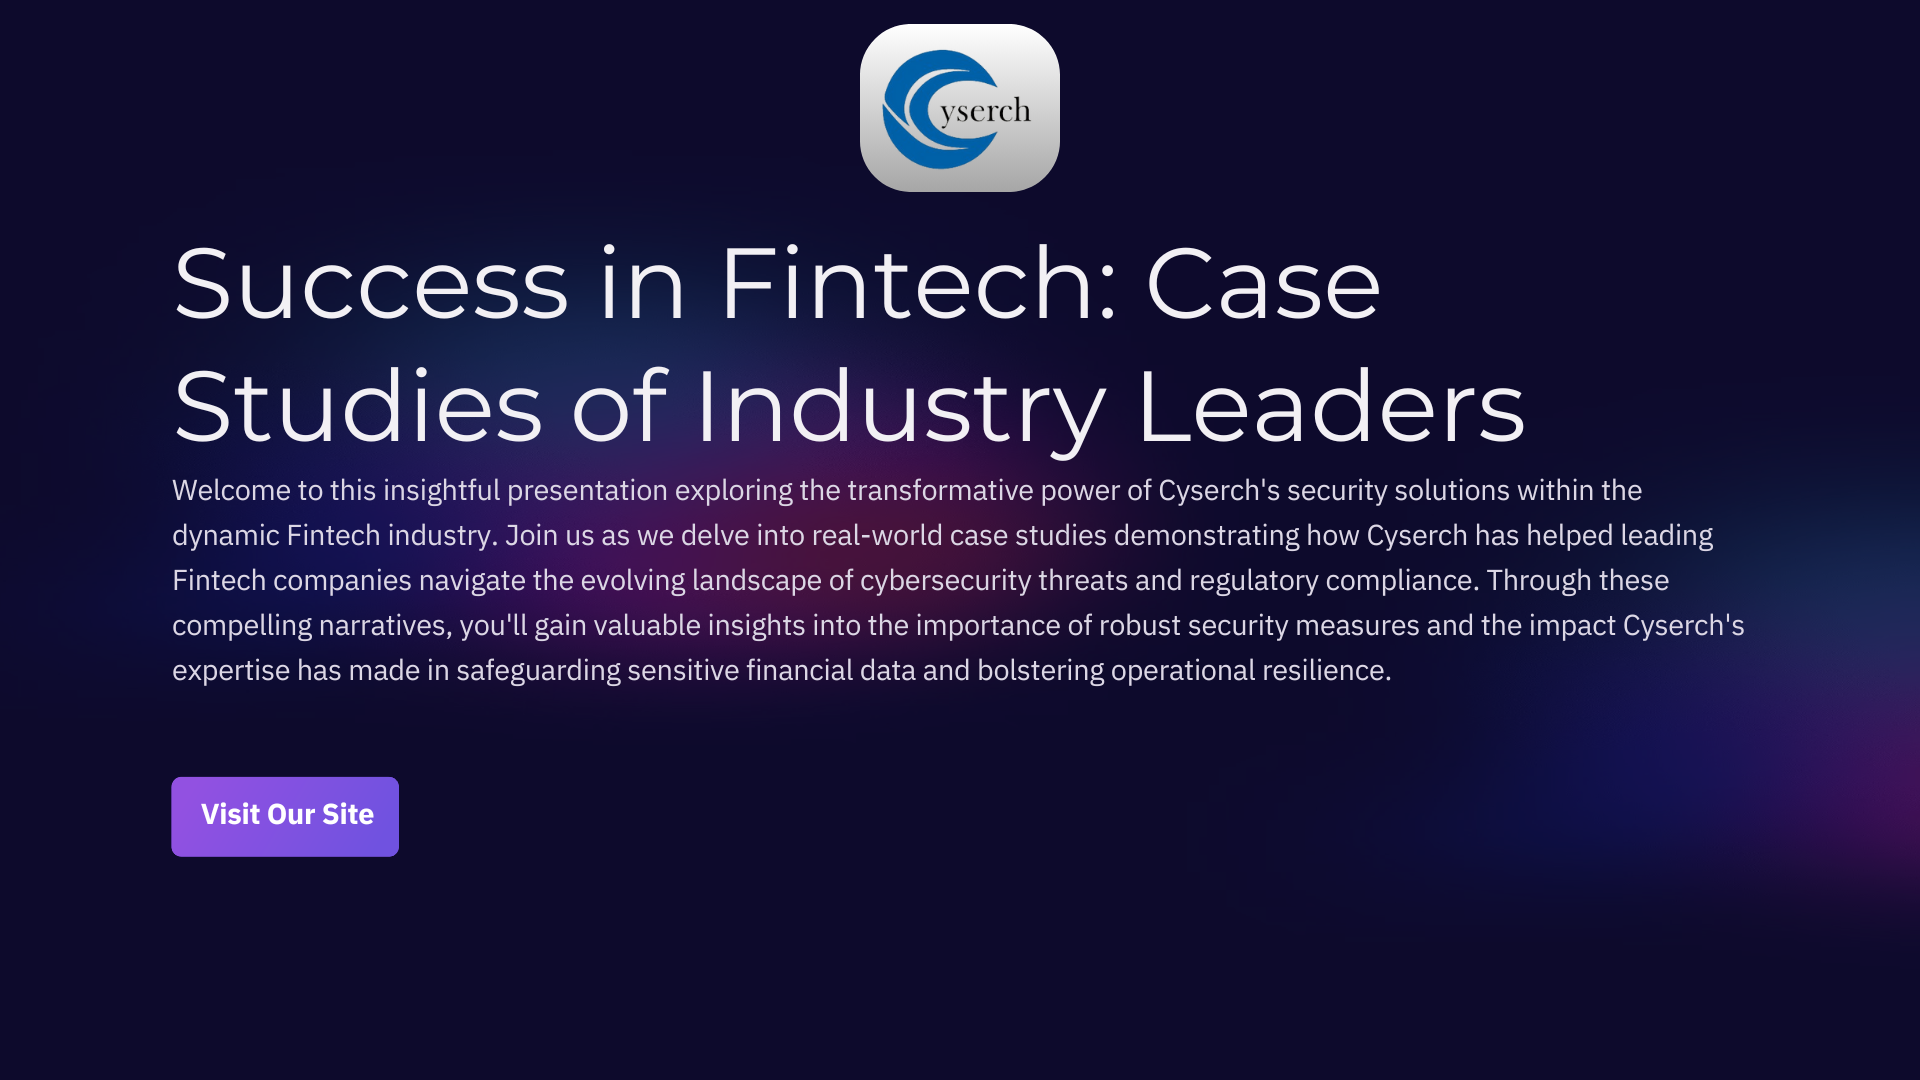 Cyserch
Success in Fintech: Case
Studies of Industry Leaders
Welcome to this insightful presentation exploring the transformative power of Cyserch's security solutions within the
dynamic Fintech industry. Join us as we delve into real-world case studies demonstrating how Cyserch has helped leading
Fintech companies navigate the evolving landscape of cybersecurity threats and regulatory compliance. Through these
compelling narratives, you'll gain valuable insights into the importance of robust security measures and the impact Cyserch's
expertise has made in safeguarding sensitive financial data and bolstering operational resilience.
Visit Our Site